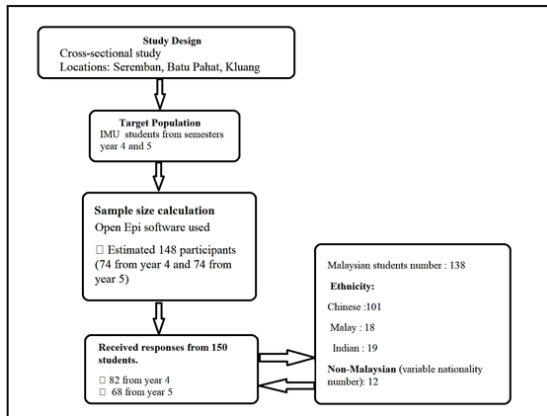 Study Design
Cross-sectional study
Locations: Seremban, Batu Pahat, Kluang
Target Population
IMU students from semesters
year 4 and 5
Sample size calculation
Open Epi software used
□ Estimated 148 participants
(74 from year 4 and 74 from
year 5)
Received responses from 150
students.
□ 82 from year 4
□ 68 from year 5
Malaysian students number : 138
Ethnicity:
Chinese :101
Malay : 18
Indian : 19
Non-Malaysian (variable nationality
number): 12